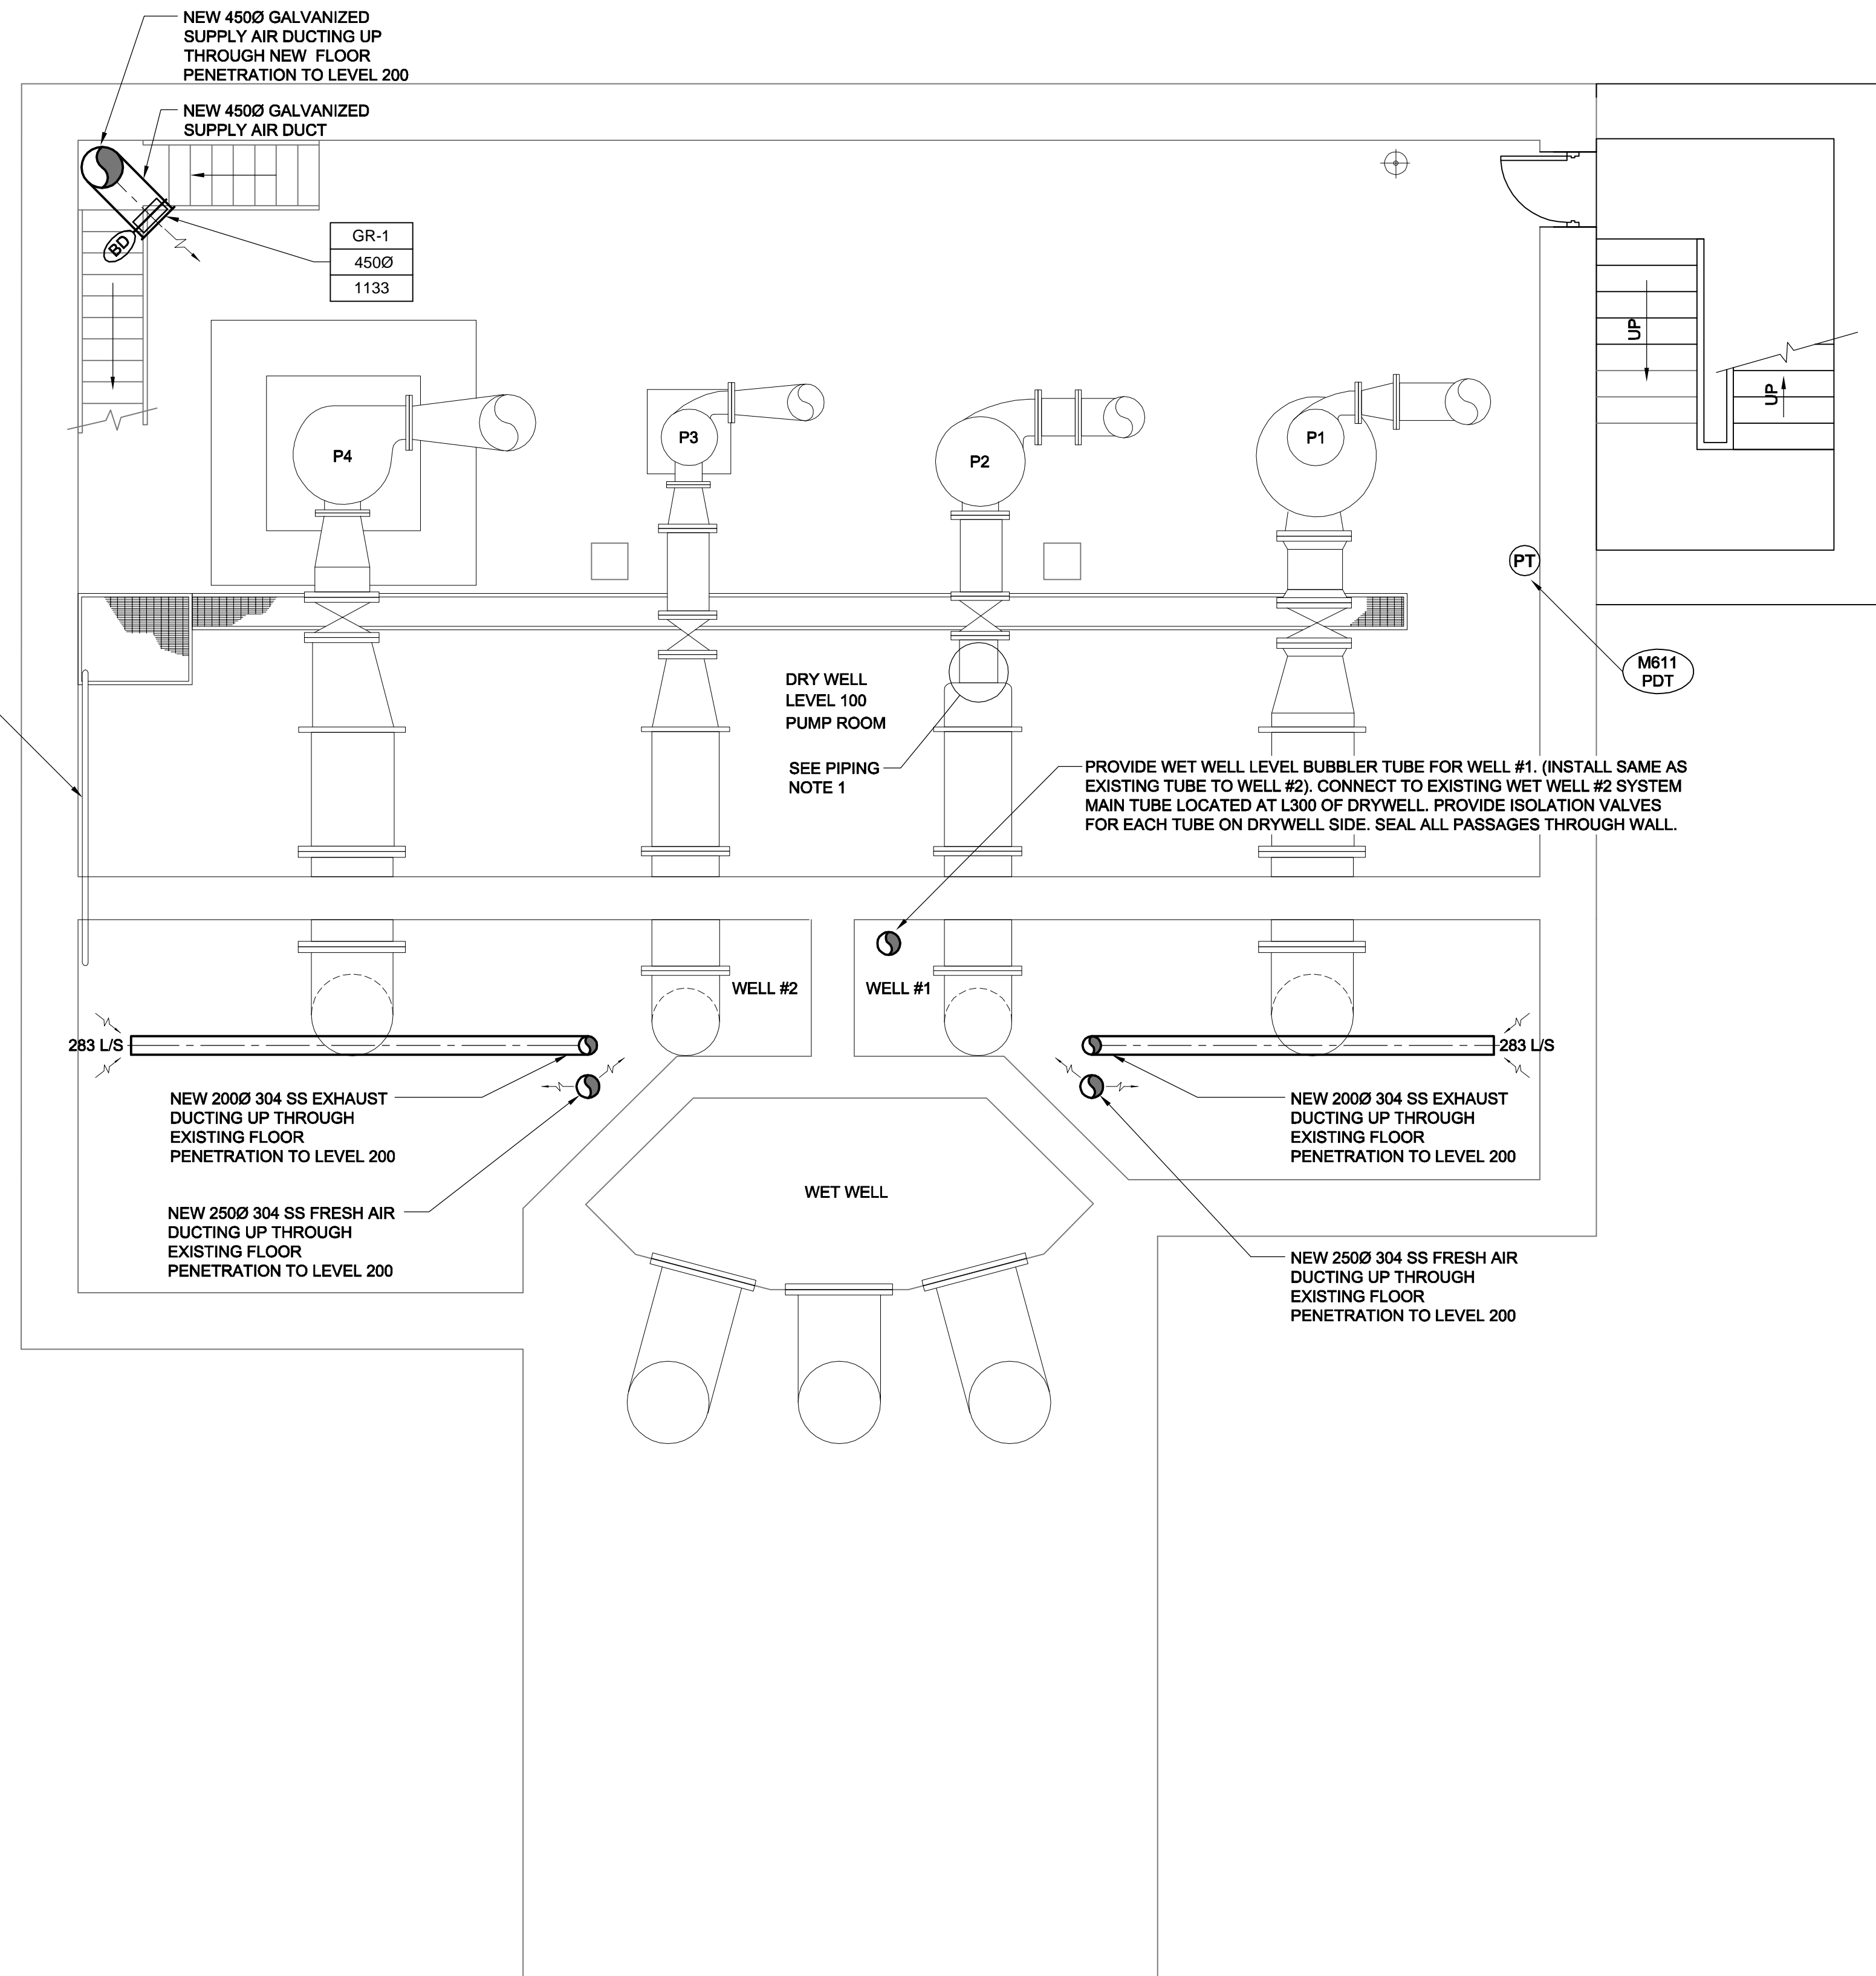 NEW 450Ø GALVANIZED
SUPPLY AIR DUCTING UP
THROUGH NEW FLOOR
PENETRATION TO LEVEL 200
NEW 450Ø GALVANIZED
SUPPLY AIR DUCT
BD
GR-1
450Ø
1133
UP
UP
P4
P3
P2
P1
PT
M611
PDT
DRY WELL
LEVEL 100
PUMP ROOM
SEE PIPING
NOTE 1
PROVIDE WET WELL LEVEL BUBBLER TUBE FOR WELL #1. (INSTALL SAME AS
EXISTING TUBE TO WELL #2). CONNECT TO EXISTING WET WELL #2 SYSTEM
MAIN TUBE LOCATED AT L300 OF DRYWELL. PROVIDE ISOLATION VALVES
FOR EACH TUBE ON DRYWELL SIDE. SEAL ALL PASSAGES THROUGH WALL.
WELL #2
WELL #1
283 L/S
283 L/S
NEW 200Ø 304 SS EXHAUST
DUCTING UP THROUGH
EXISTING FLOOR
PENETRATION TO LEVEL 200
NEW 200Ø 304 SS EXHAUST
DUCTING UP THROUGH
EXISTING FLOOR
PENETRATION TO LEVEL 200
WET WELL
NEW 250Ø 304 SS FRESH AIR
DUCTING UP THROUGH
EXISTING FLOOR
PENETRATION TO LEVEL 200
NEW 250Ø 304 SS FRESH AIR
DUCTING UP THROUGH
EXISTING FLOOR
PENETRATION TO LEVEL 200